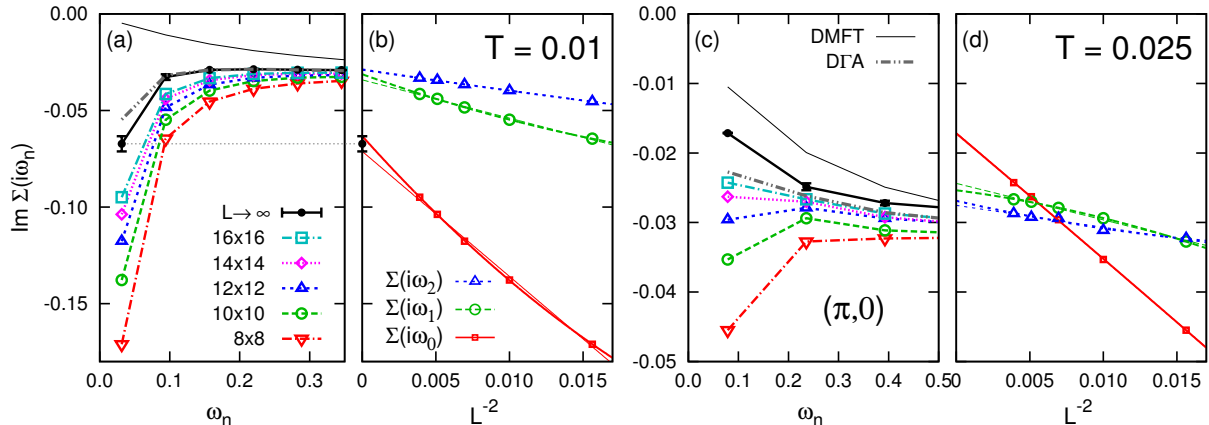 (a)
(b)
T = 0.01
(c)
(d)
T = 0.025
DMFT
DΓA
Im Σ(iωₙ)
0.00
-0.05
-0.10
-0.15
L→ ∞
16x16
14x14
12x12
10x10
8x8
Σ(iω₂)
Σ(iω₁)
Σ(iω₀)
0.00
-0.01
-0.02
-0.03
-0.04
-0.05
(π,0)
0.0 0.1 0.2 0.3
ωₙ
0 0.005 0.010 0.015
L⁻²
0.0 0.1 0.2 0.3 0.4 0.50
ωₙ
0.005 0.010 0.015
L⁻²